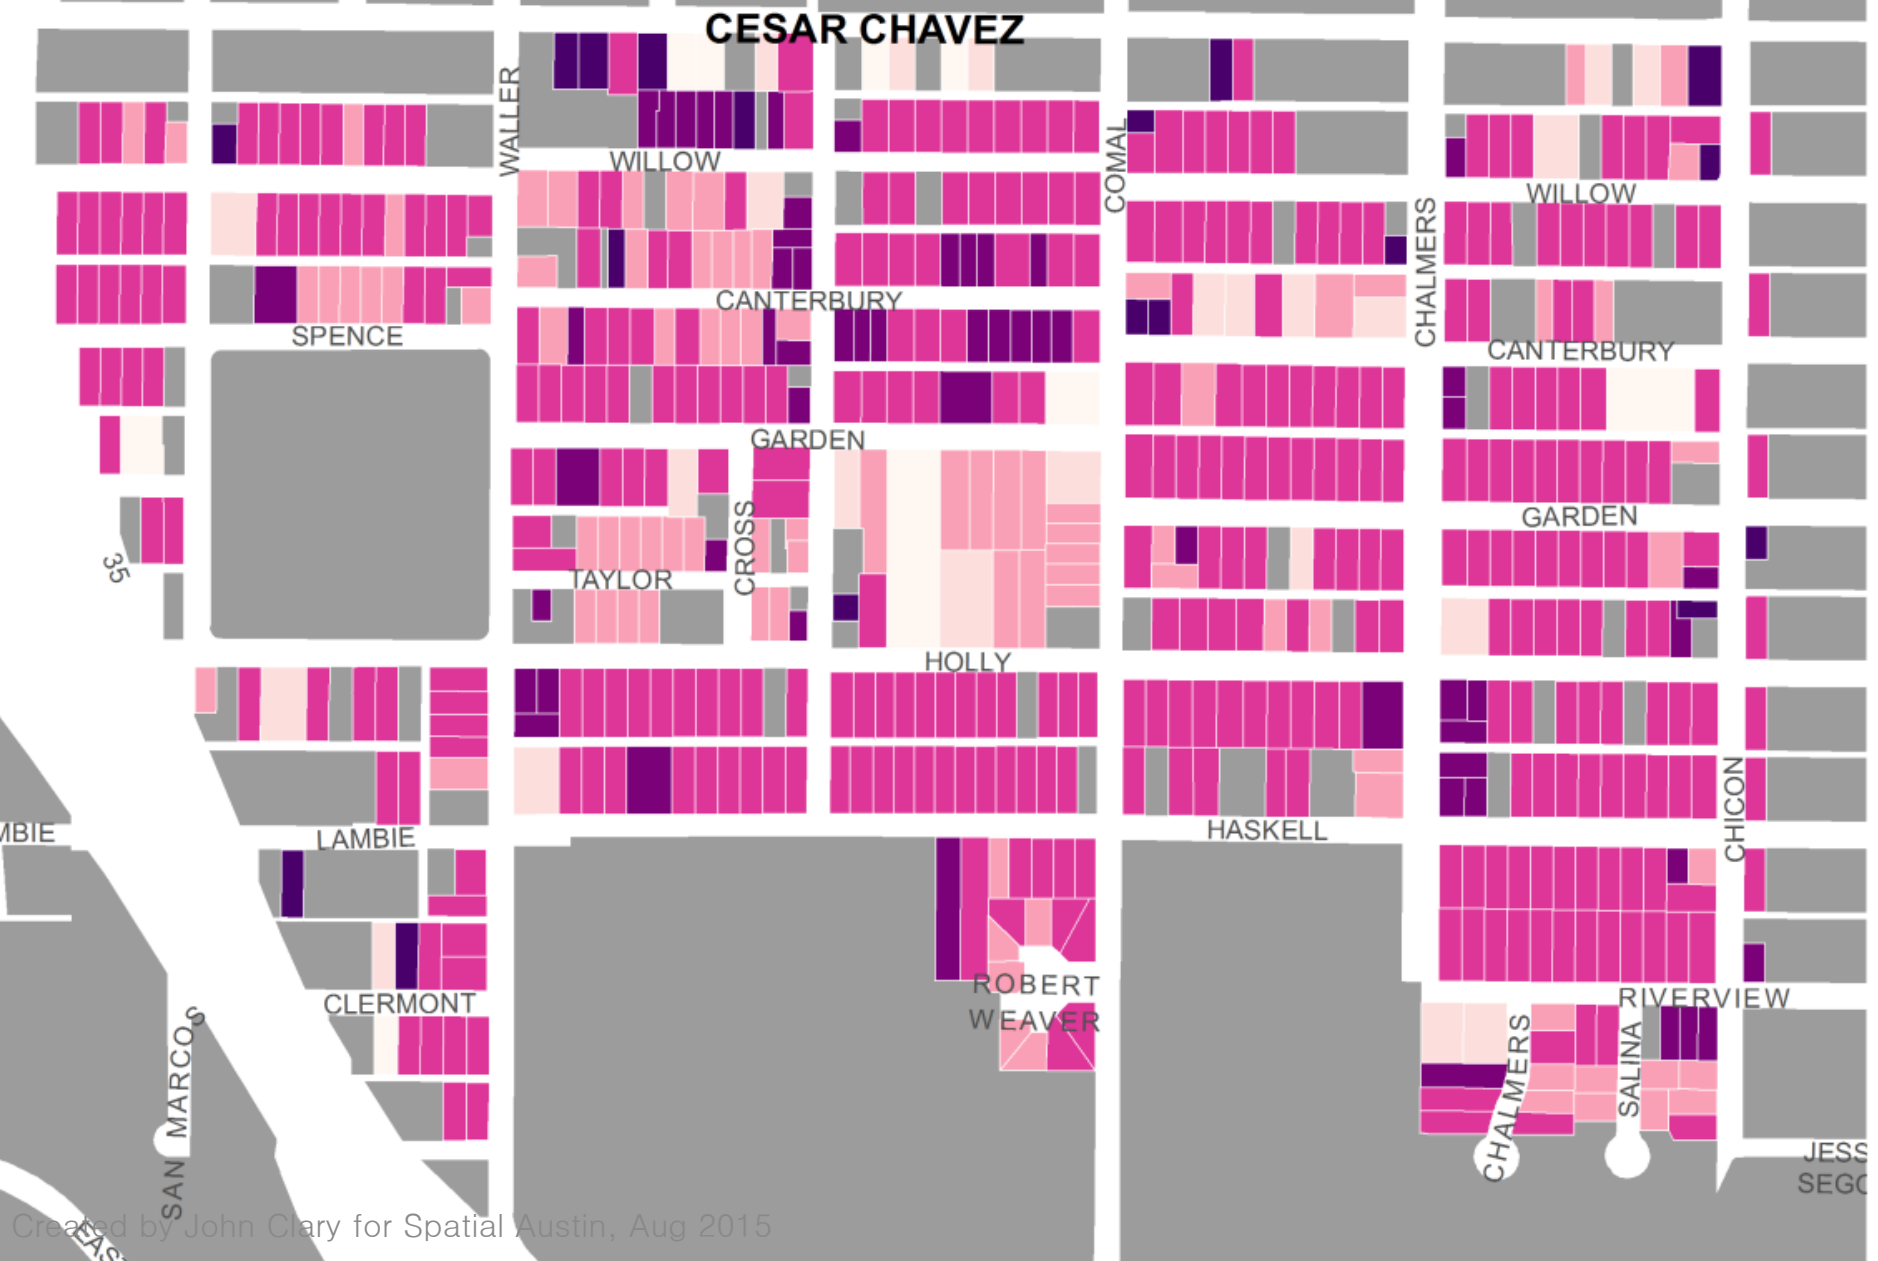 CESAR CHAVEZ
WALLER
WILLOW
COMAL
WILLOW
CHALMERS
CANTERBURY
SPENCE
CANTERBURY
GARDEN
CROSS
GARDEN
35
TAYLOR
HOLLY
CHICON
MBIE
LAMBIE
HASKELL
ROBERT
WEAVER
CLERMONT
RIVERVIEW
SAN MARCOS
CHALMERS
SALINA
JESS
SEGO
Created by John Clary for Spatial Austin, Aug 2015
EAS